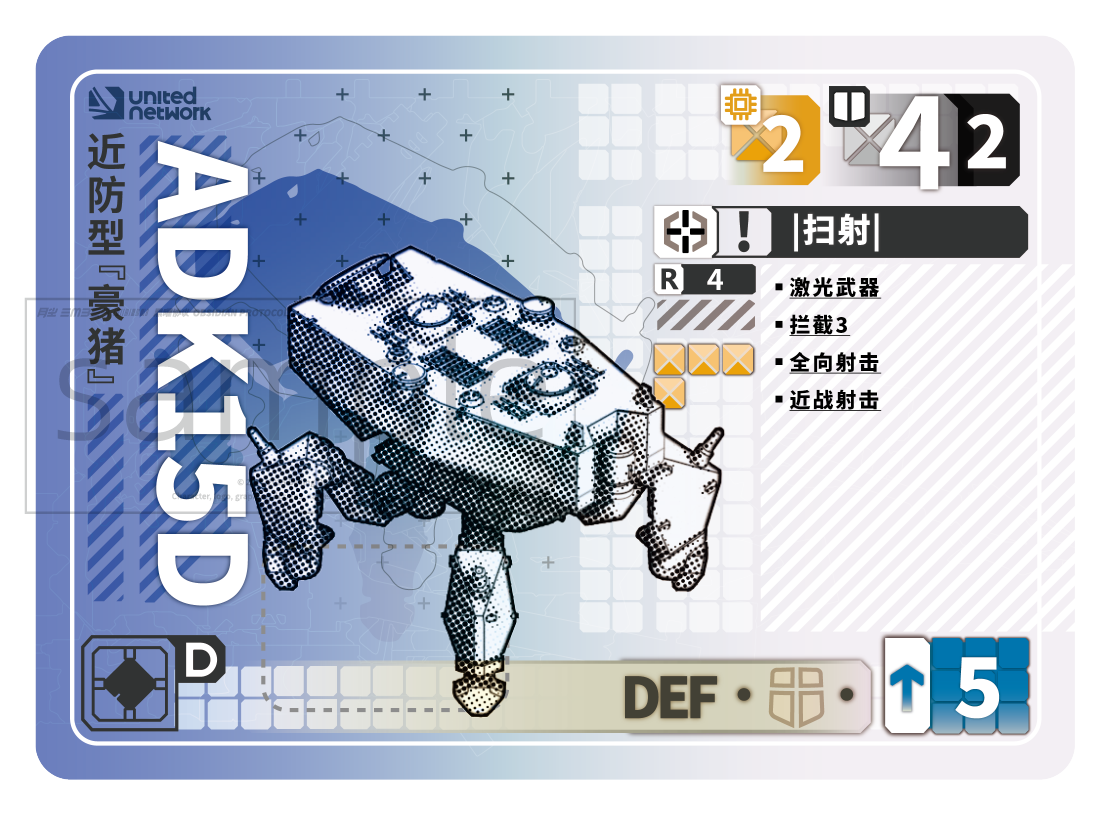 UNITED
NETWORK
近防型『豪猪』
ADK15D
2
4 2
! |扫射|
R 4
▪ 激光武器
▪ 拦截3
▪ 全向射击
▪ 近战射击
sample
D
DEF
5